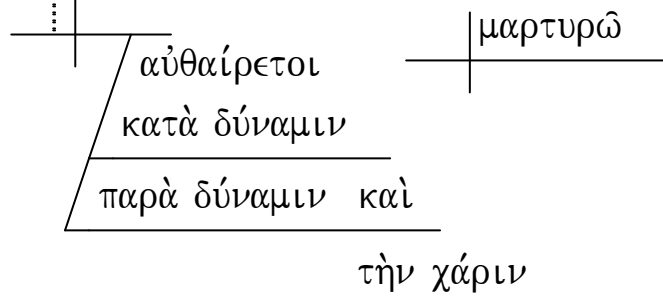 μαρτυρῶ
αὐθαίρετοι
κατὰ δύναμιν
παρὰ δύναμιν καὶ
τὴν χάριν